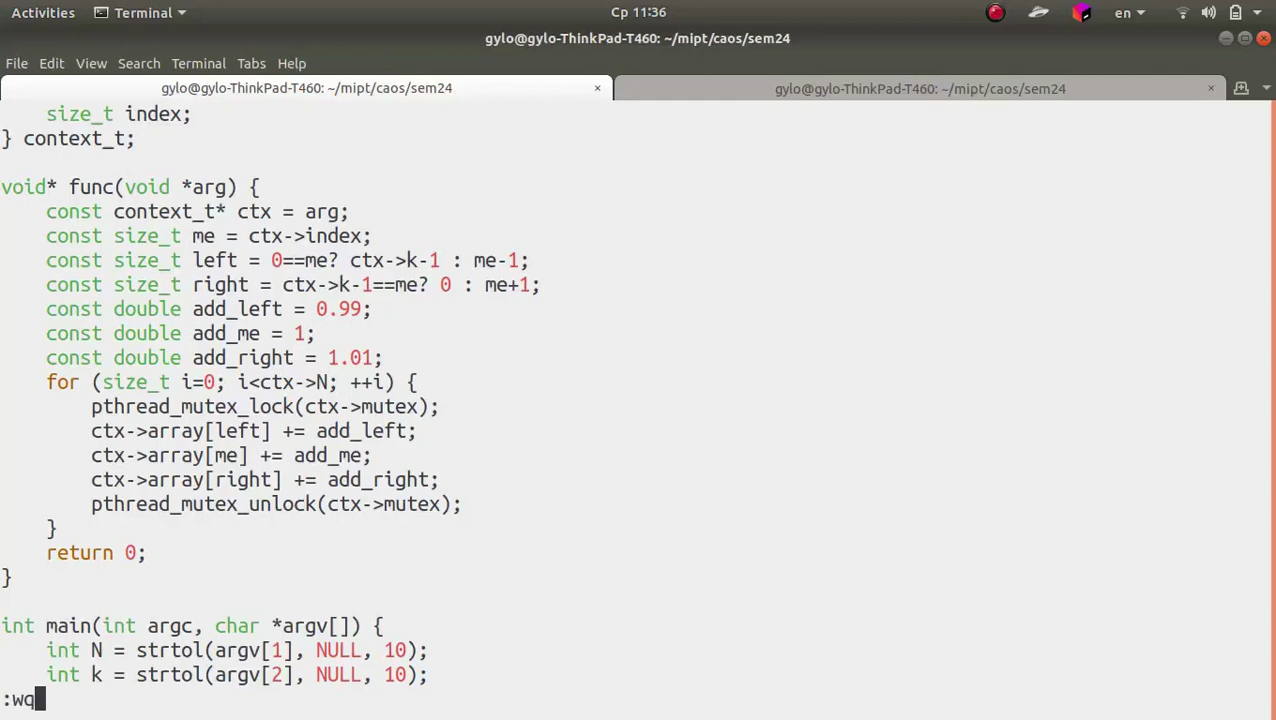 Activities Terminal Ср 11:36 en
gylo@gylo-ThinkPad-T460: ~/mipt/caos/sem24
File Edit View Search Terminal Tabs Help
gylo@gylo-ThinkPad-T460: ~/mipt/caos/sem24 × gylo@gylo-ThinkPad-T460: ~/mipt/caos/sem24 ×
    size_t index;
} context_t;

void* func(void *arg) {
    const context_t* ctx = arg;
    const size_t me = ctx->index;
    const size_t left = 0==me? ctx->k-1 : me-1;
    const size_t right = ctx->k-1==me? 0 : me+1;
    const double add_left = 0.99;
    const double add_me = 1;
    const double add_right = 1.01;
    for (size_t i=0; i<ctx->N; ++i) {
        pthread_mutex_lock(ctx->mutex);
        ctx->array[left] += add_left;
        ctx->array[me] += add_me;
        ctx->array[right] += add_right;
        pthread_mutex_unlock(ctx->mutex);
    }
    return 0;
}

int main(int argc, char *argv[]) {
    int N = strtol(argv[1], NULL, 10);
    int k = strtol(argv[2], NULL, 10);
:wq